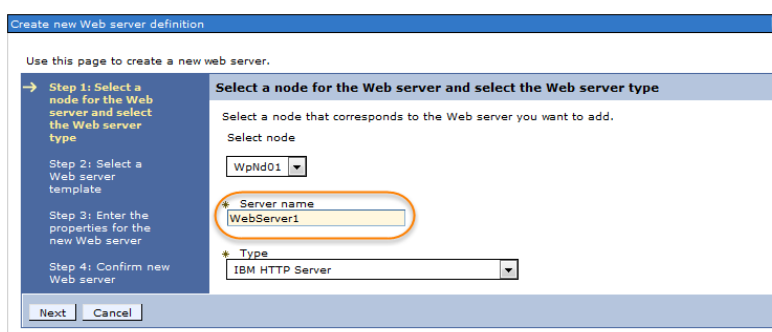 Create new Web server definition
Use this page to create a new web server.
Step 1: Select a
node for the Web
server and select
the Web server
type
Step 2: Select a
Web server
template
Step 3: Enter the
properties for the
new Web server
Step 4: Confirm new
Web server
Select a node for the Web server and select the Web server type
Select a node that corresponds to the Web server you want to add.
Select node
WpNd01
* Server name
WebServer1
* Type
IBM HTTP Server
Next Cancel